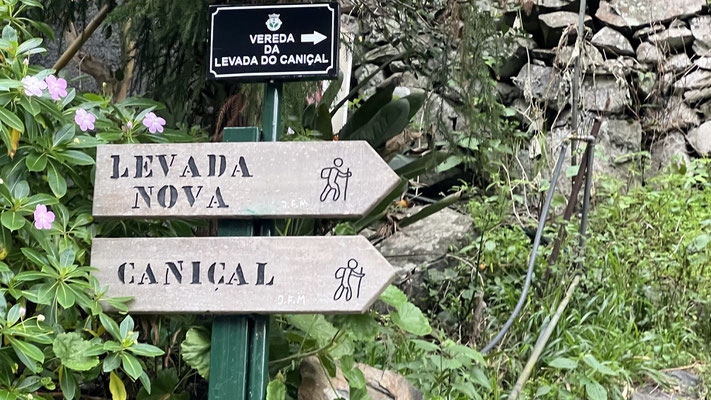 VEREDA
DA
LEVADA DO CANIÇAL
LEVADA
NOVA
J.F.M
CANIÇAL
J.F.M